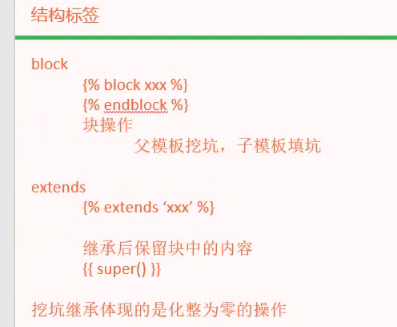 结构标签
block
{% block xxx %}
{% endblock %}
块操作
父模板挖坑，子模板填坑
extends
{% extends ‘xxx’ %}
继承后保留块中的内容
{{ super() }}
挖坑继承体现的是化整为零的操作